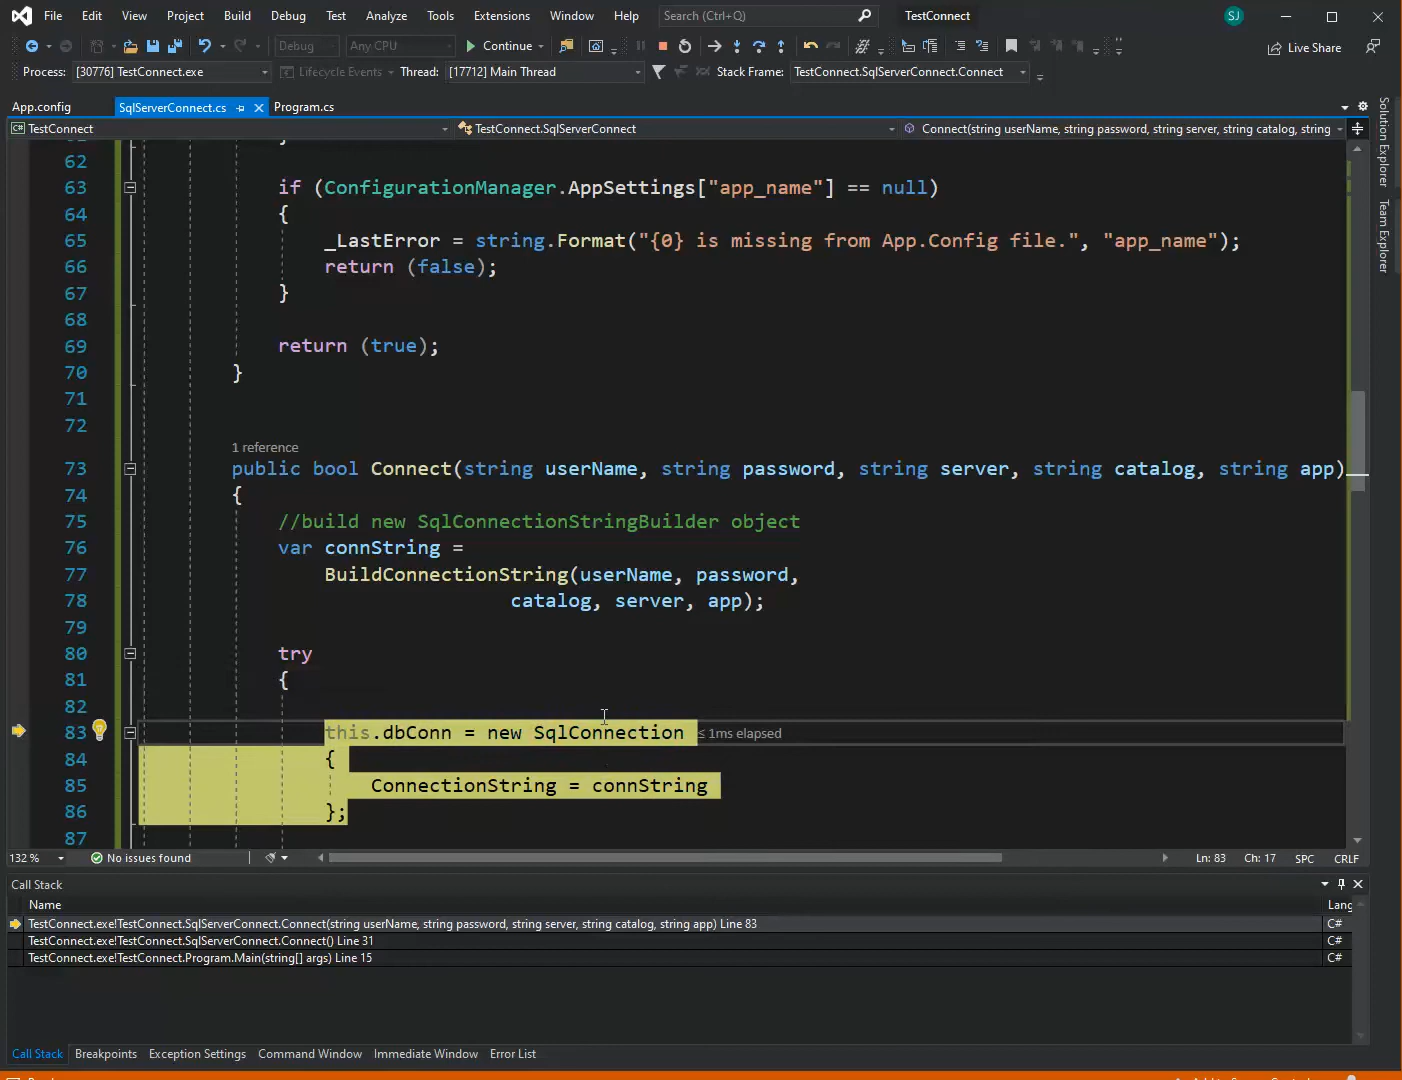 File Edit View Project Build Debug Test Analyze Tools Extensions Window Help Search (Ctrl+Q) TestConnect SJ
Debug Any CPU Continue Live Share
Process: [30776] TestConnect.exe Lifecycle Events Thread: [17712] Main Thread Stack Frame: TestConnect.SqlServerConnect.Connect
App.config SqlServerConnect.cs Program.cs
TestConnect TestConnect.SqlServerConnect Connect(string userName, string password, string server, string catalog, string
Solution Explorer
Team Explorer
62
63 if (ConfigurationManager.AppSettings["app_name"] == null)
64 {
65 _LastError = string.Format("{0} is missing from App.Config file.", "app_name");
66 return (false);
67 }
68
69 return (true);
70 }
71
72
1 reference
73 public bool Connect(string userName, string password, string server, string catalog, string app)
74 {
75 //build new SqlConnectionStringBuilder object
76 var connString =
77 BuildConnectionString(userName, password,
78 catalog, server, app);
79
80 try
81 {
82
83 this.dbConn = new SqlConnection ≤ 1ms elapsed
84 {
85 ConnectionString = connString
86 };
87
132 % No issues found Ln: 83 Ch: 17 SPC CRLF
Call Stack
Name Lang
TestConnect.exe!TestConnect.SqlServerConnect.Connect(string userName, string password, string server, string catalog, string app) Line 83 C#
TestConnect.exe!TestConnect.SqlServerConnect.Connect() Line 31 C#
TestConnect.exe!TestConnect.Program.Main(string[] args) Line 15 C#
Call Stack Breakpoints Exception Settings Command Window Immediate Window Error List